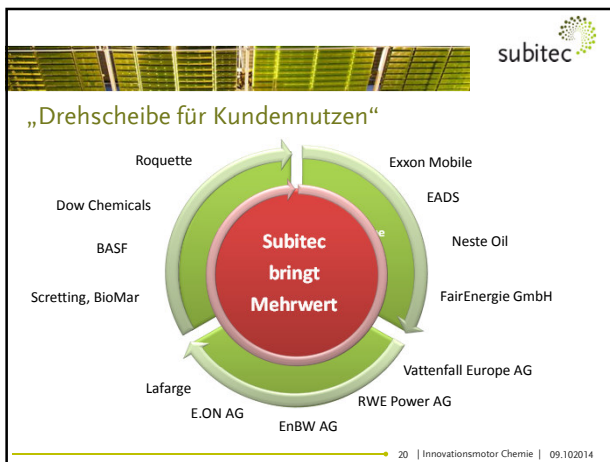 subitec
„Drehscheibe für Kundennutzen“
Roquette
Exxon Mobile
Dow Chemicals
EADS
BASF
Neste Oil
Subitec
bringt
Mehrwert
Scretting, BioMar
FairEnergie GmbH
Vattenfall Europe AG
Lafarge
RWE Power AG
E.ON AG
EnBW AG
20 | Innovationsmotor Chemie | 09.102014